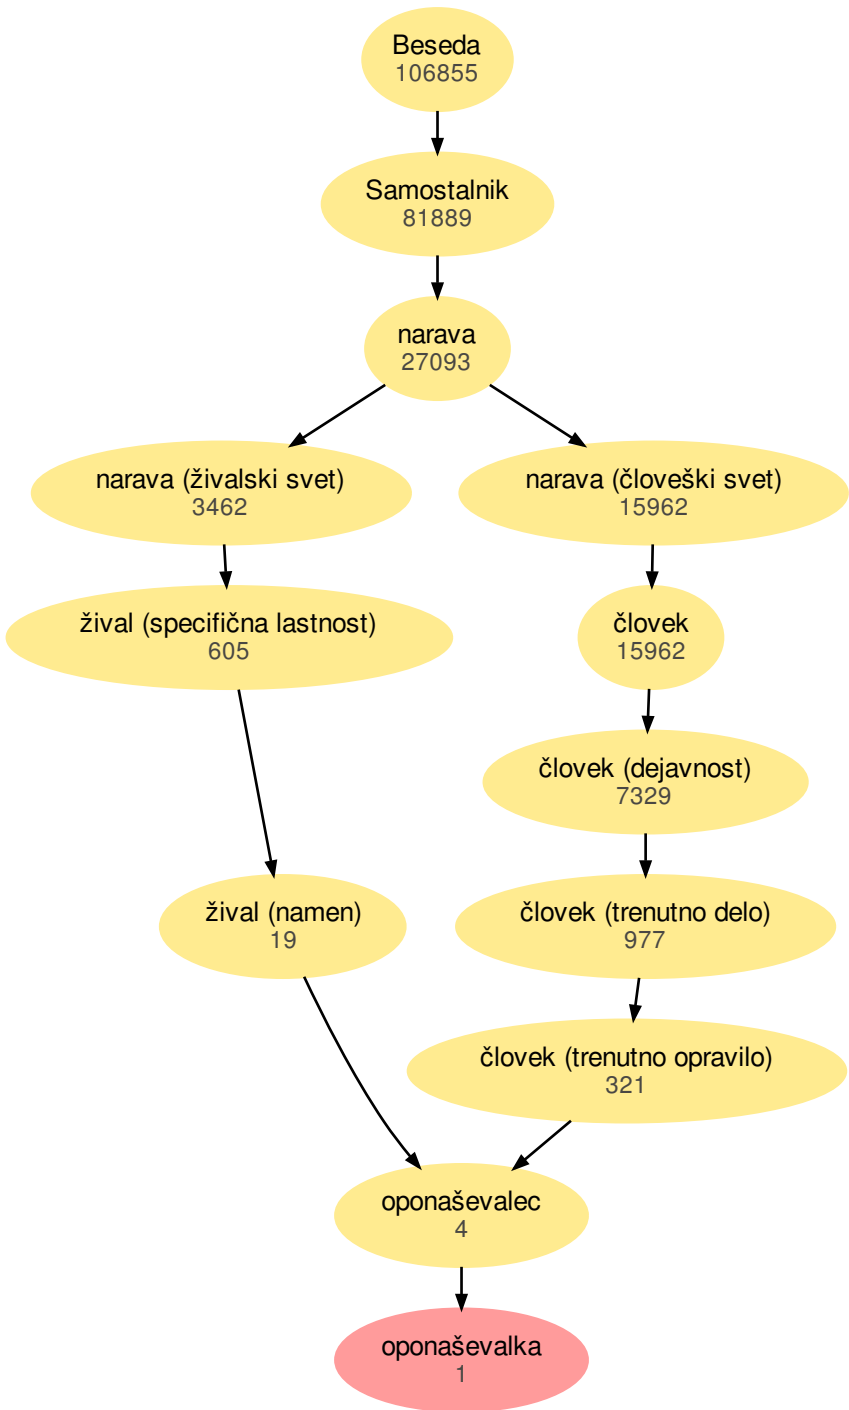 Beseda
106855
Samostalnik
81889
narava
27093
narava (živalski svet)
3462
narava (človeški svet)
15962
žival (specifična lastnost)
605
človek
15962
človek (dejavnost)
7329
žival (namen)
19
človek (trenutno delo)
977
človek (trenutno opravilo)
321
oponaševalec
4
oponaševalka
1